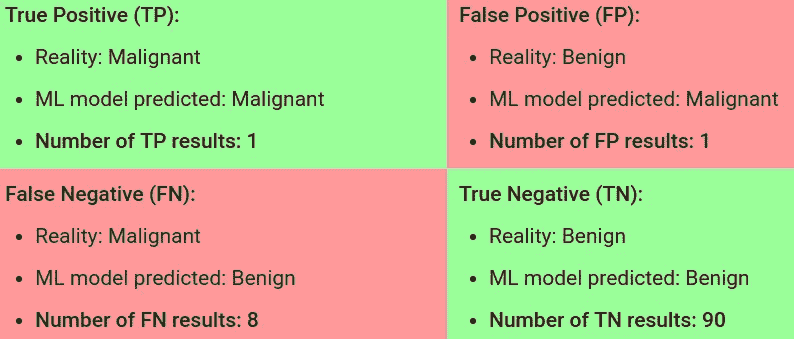 True Positive (TP):
• Reality: Malignant
• ML model predicted: Malignant
• Number of TP results: 1
False Positive (FP):
• Reality: Benign
• ML model predicted: Malignant
• Number of FP results: 1
False Negative (FN):
• Reality: Malignant
• ML model predicted: Benign
• Number of FN results: 8
True Negative (TN):
• Reality: Benign
• ML model predicted: Benign
• Number of TN results: 90